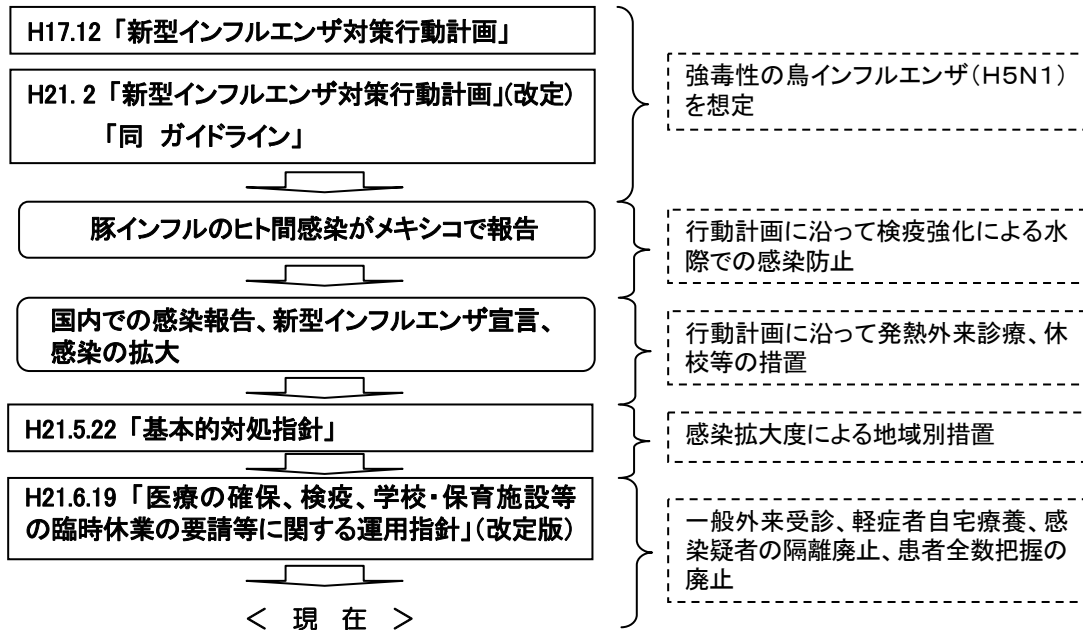 H17.12 「新型インフルエンザ対策行動計画」
H21. 2 「新型インフルエンザ対策行動計画」(改定)
「同　ガイドライン」
強毒性の鳥インフルエンザ(H5N1)
を想定
豚インフルのヒト間感染がメキシコで報告
行動計画に沿って検疫強化による水
際での感染防止
国内での感染報告、新型インフルエンザ宣言、
感染の拡大
行動計画に沿って発熱外来診療、休
校等の措置
H21.5.22 「基本的対処指針」
感染拡大度による地域別措置
H21.6.19 「医療の確保、検疫、学校・保育施設等
の臨時休業の要請等に関する運用指針」(改定版)
一般外来受診、軽症者自宅療養、感
染疑者の隔離廃止、患者全数把握の
廃止
＜　現　在　＞